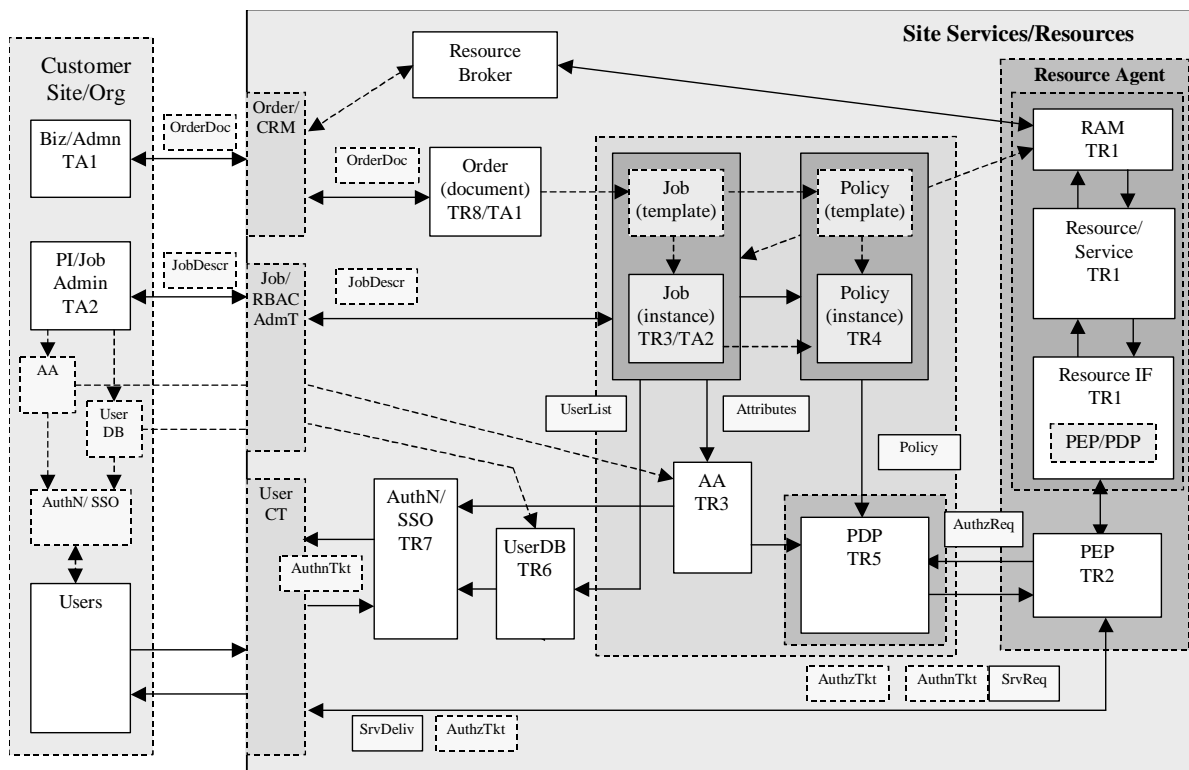 Site Services/Resources
Customer
Site/Org
Biz/Admn
TA1
OrderDoc
PI/Job
Admin
TA2
JobDescr
AA
User
DB
AuthN/ SSO
Users
Order/
CRM
Job/
RBAC
AdmT
User
CT
Resource
Broker
OrderDoc
Order
(document)
TR8/TA1
JobDescr
Job
(template)
Job
(instance)
TR3/TA2
Policy
(template)
Policy
(instance)
TR4
UserList
Attributes
Policy
AuthN/
SSO
TR7
AuthnTkt
UserDB
TR6
AA
TR3
PDP
TR5
AuthzReq
Resource Agent
RAM
TR1
Resource/
Service
TR1
Resource IF
TR1
PEP/PDP
PEP
TR2
AuthzTkt
AuthnTkt
SrvReq
SrvDeliv
AuthzTkt